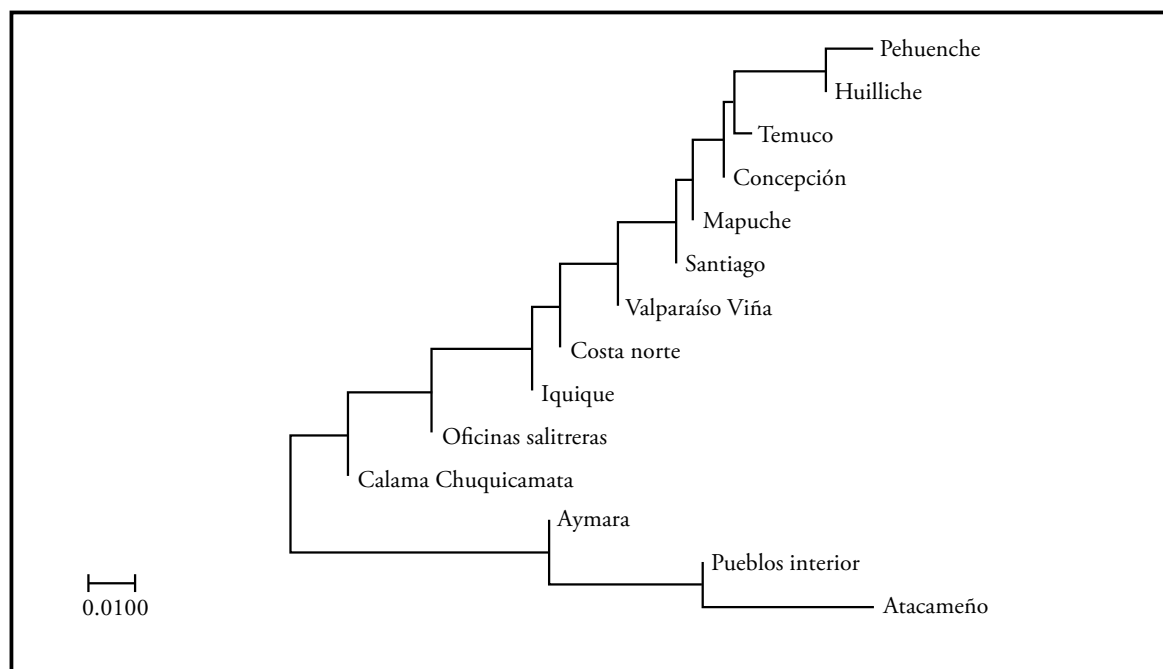 Pehuenche
Huilliche
Temuco
Concepción
Mapuche
Santiago
Valparaíso Viña
Costa norte
Iquique
Oficinas salitreras
Calama Chuquicamata
Aymara
Pueblos interior
Atacameño
0.0100